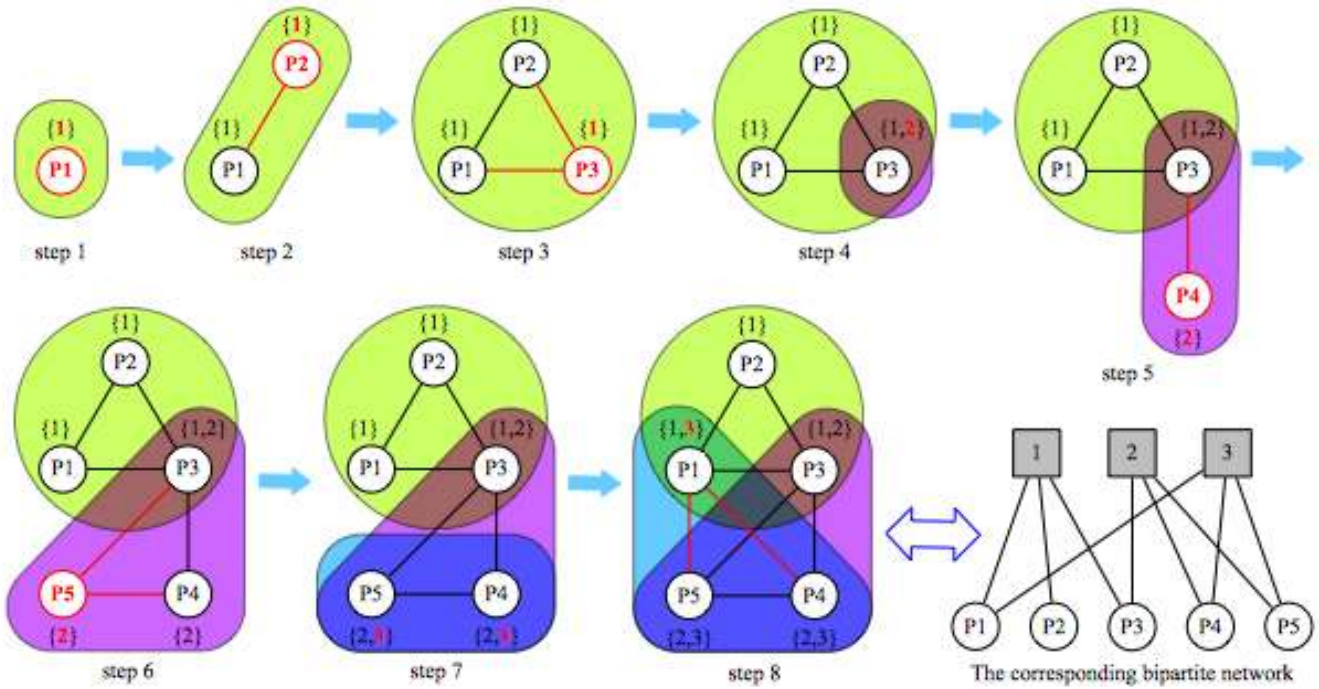 {1}
P1
step 1
{1}
P2
{1}
P1
step 2
{1}
P2
{1} {1}
P1 P3
step 3
{1}
P2
{1} {1,2}
P1 P3
step 4
{1}
P2
{1} {1,2}
P1 P3
P4
{2}
step 5
{1}
P2
{1} {1,2}
P1 P3
P5 P4
{2} {2}
step 6
{1}
P2
{1} {1,2}
P1 P3
P5 P4
{2,3} {2,3}
step 7
{1}
P2
{1,3} {1,2}
P1 P3
P5 P4
{2,3} {2,3}
step 8
1 2 3
P1 P2 P3 P4 P5
The corresponding bipartite network